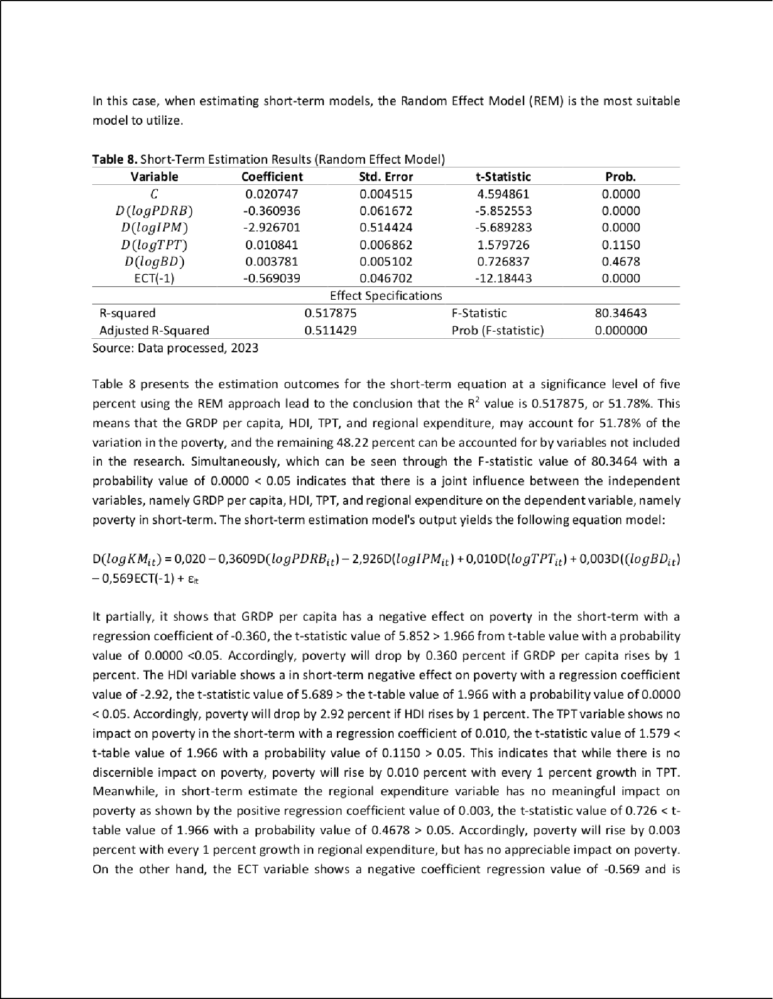 In this case, when estimating short-term models, the Random Effect Model (REM) is the most suitable
model to utilize.
Table 8. Short-Term Estimation Results (Random Effect Model)
Variable Coefficient Std. Error t-Statistic Prob.
C 0.020747 0.004515 4.594861 0.0000
D(logPDRB) -0.360936 0.061672 -5.852553 0.0000
D(logIPM) -2.926701 0.514424 -5.689283 0.0000
D(logTPT) 0.010841 0.006862 1.579726 0.1150
D(logBD) 0.003781 0.005102 0.726837 0.4678
ECT(-1) -0.569039 0.046702 -12.18443 0.0000
Effect Specifications
R-squared 0.517875 F-Statistic 80.34643
Adjusted R-Squared 0.511429 Prob (F-statistic) 0.000000
Source: Data processed, 2023
Table 8 presents the estimation outcomes for the short-term equation at a significance level of five
percent using the REM approach lead to the conclusion that the R² value is 0.517875, or 51.78%. This
means that the GRDP per capita, HDI, TPT, and regional expenditure, may account for 51.78% of the
variation in the poverty, and the remaining 48.22 percent can be accounted for by variables not included
in the research. Simultaneously, which can be seen through the F-statistic value of 80.3464 with a
probability value of 0.0000 < 0.05 indicates that there is a joint influence between the independent
variables, namely GRDP per capita, HDI, TPT, and regional expenditure on the dependent variable, namely
poverty in short-term. The short-term estimation model's output yields the following equation model:
D(logKMit) = 0,020 – 0,3609D(logPDRBit) – 2,926D(logIPMit) + 0,010D(logTPTit) + 0,003D((logBDit)
– 0,569ECT(-1) + εit
It partially, it shows that GRDP per capita has a negative effect on poverty in the short-term with a
regression coefficient of -0.360, the t-statistic value of 5.852 > 1.966 from t-table value with a probability
value of 0.0000 <0.05. Accordingly, poverty will drop by 0.360 percent if GRDP per capita rises by 1
percent. The HDI variable shows a in short-term negative effect on poverty with a regression coefficient
value of -2.92, the t-statistic value of 5.689 > the t-table value of 1.966 with a probability value of 0.0000
< 0.05. Accordingly, poverty will drop by 2.92 percent if HDI rises by 1 percent. The TPT variable shows no
impact on poverty in the short-term with a regression coefficient of 0.010, the t-statistic value of 1.579 <
t-table value of 1.966 with a probability value of 0.1150 > 0.05. This indicates that while there is no
discernible impact on poverty, poverty will rise by 0.010 percent with every 1 percent growth in TPT.
Meanwhile, in short-term estimate the regional expenditure variable has no meaningful impact on
poverty as shown by the positive regression coefficient value of 0.003, the t-statistic value of 0.726 < t-
table value of 1.966 with a probability value of 0.4678 > 0.05. Accordingly, poverty will rise by 0.003
percent with every 1 percent growth in regional expenditure, but has no appreciable impact on poverty.
On the other hand, the ECT variable shows a negative coefficient regression value of -0.569 and is